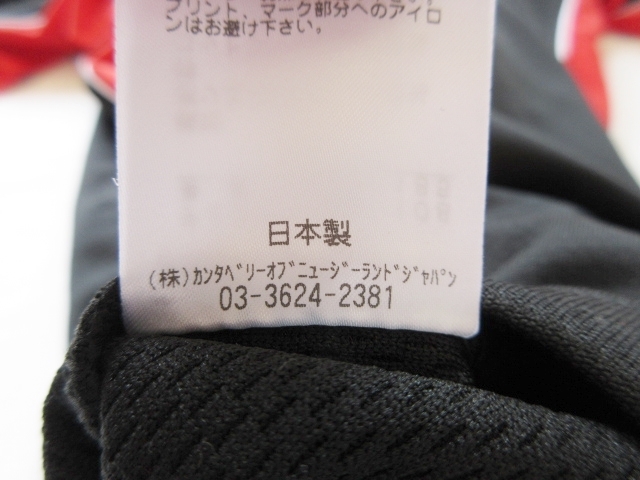 プリント、マーク部分へのアイロ
ンはお避け下さい。
日本製
(株)ｶﾝﾀﾍﾞﾘｰｵﾌﾞﾆｭｰｼﾞｰﾗﾝﾄﾞｼﾞｬﾊﾟﾝ
03-3624-2381